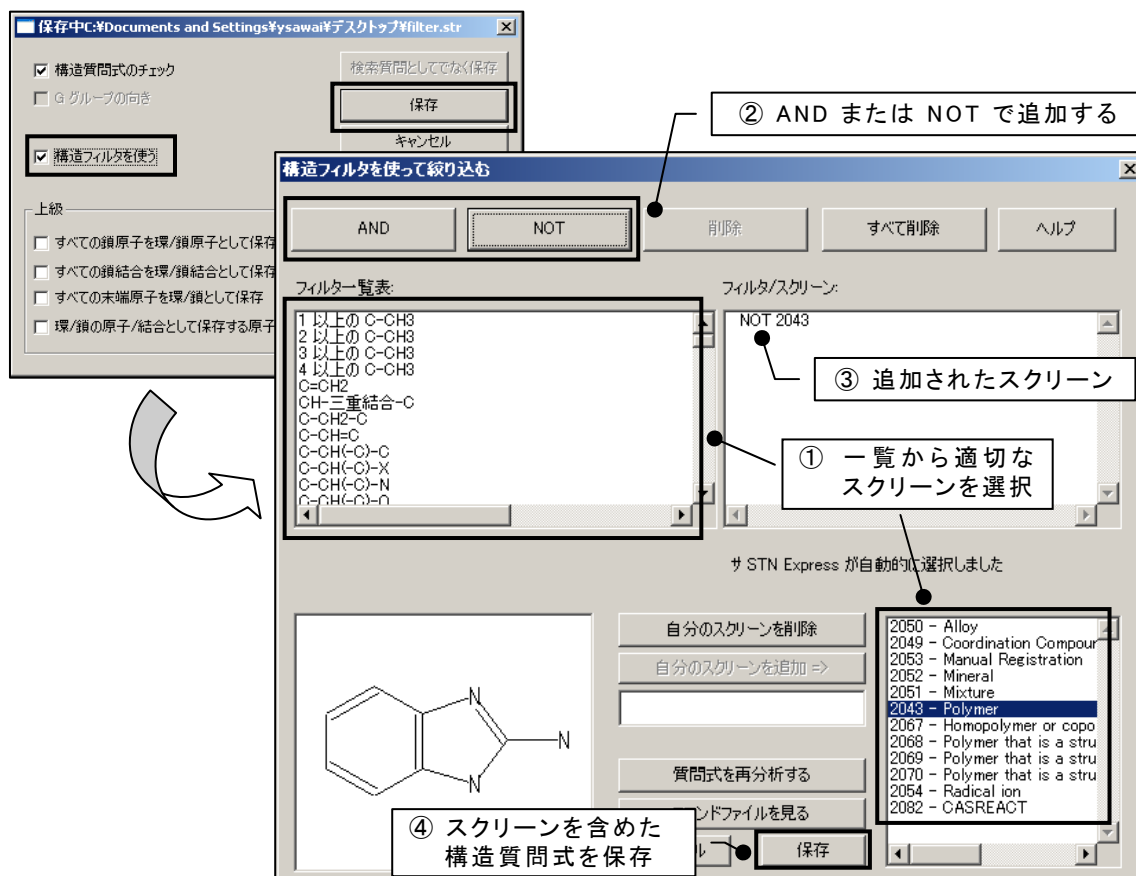 保存中C:¥Documents and Settings¥ysawai¥デスクトップ¥filter.str
構造質問式のチェック
検索質問としてでなく保存
G グループの向き
保存
キャンセル
構造フィルタを使う
上級
すべての鎖原子を環/鎖原子として保存
すべての鎖結合を環/鎖結合として保存
すべての末端原子を環/鎖として保存
環/鎖の原子/結合として保存する原子
② AND または NOT で追加する
構造フィルタを使って絞り込む
AND
NOT
削除
すべて削除
ヘルプ
フィルター覧表:
フィルタ/スクリーン:
1 以上の C-CH3
2 以上の C-CH3
3 以上の C-CH3
4 以上の C-CH3
C=CH2
CH-三重結合-C
C-CH2-C
C-CH=C
C-CH(-C)-C
C-CH(-C)-X
C-CH(-C)-N
C-CH(-C)-O
NOT 2043
③ 追加されたスクリーン
① 一覧から適切な
スクリーンを選択
サ STN Express が自動的に選択しました
N
N
N
自分のスクリーンを削除
自分のスクリーンを追加 =>
質問式を再分析する
ンドファイルを見る
ル
保存
2050 - Alloy
2049 - Coordination Compour
2053 - Manual Registration
2052 - Mineral
2051 - Mixture
2043 - Polymer
2067 - Homopolymer or copo
2068 - Polymer that is a stru
2069 - Polymer that is a stru
2070 - Polymer that is a stru
2054 - Radical ion
2082 - CASREACT
④ スクリーンを含めた
構造質問式を保存